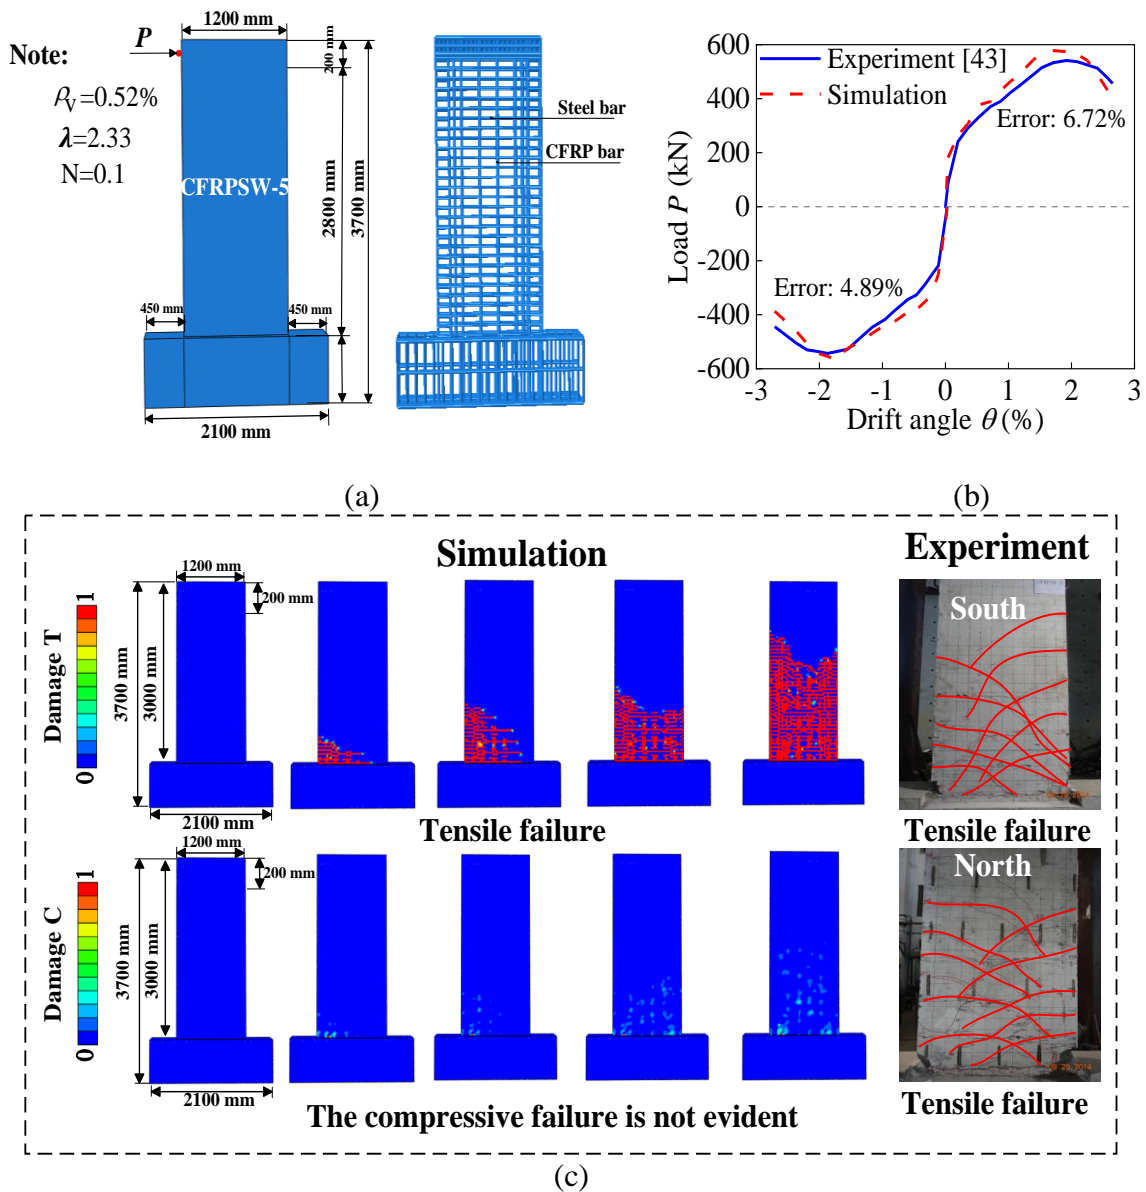 1200 mm
P
Note:
200 mm
ρV=0.52%
λ=2.33
N=0.1
CFRPSW-5
2800 mm
3700 mm
450 mm
450 mm
2100 mm
Steel bar
CFRP bar
600
400
200
0
-200
-400
-600
Load P (kN)
Experiment [43]
Simulation
Error: 6.72%
Error: 4.89%
-3 -2 -1 0 1 2 3
Drift angle θ (%)
(a)
(b)
Simulation
Experiment
1200 mm
200 mm
3700 mm
3000 mm
2100 mm
Damage T
0
1
South
Tensile failure
Tensile failure
1200 mm
200 mm
3700 mm
3000 mm
2100 mm
Damage C
0
1
North
The compressive failure is not evident
Tensile failure
(c)